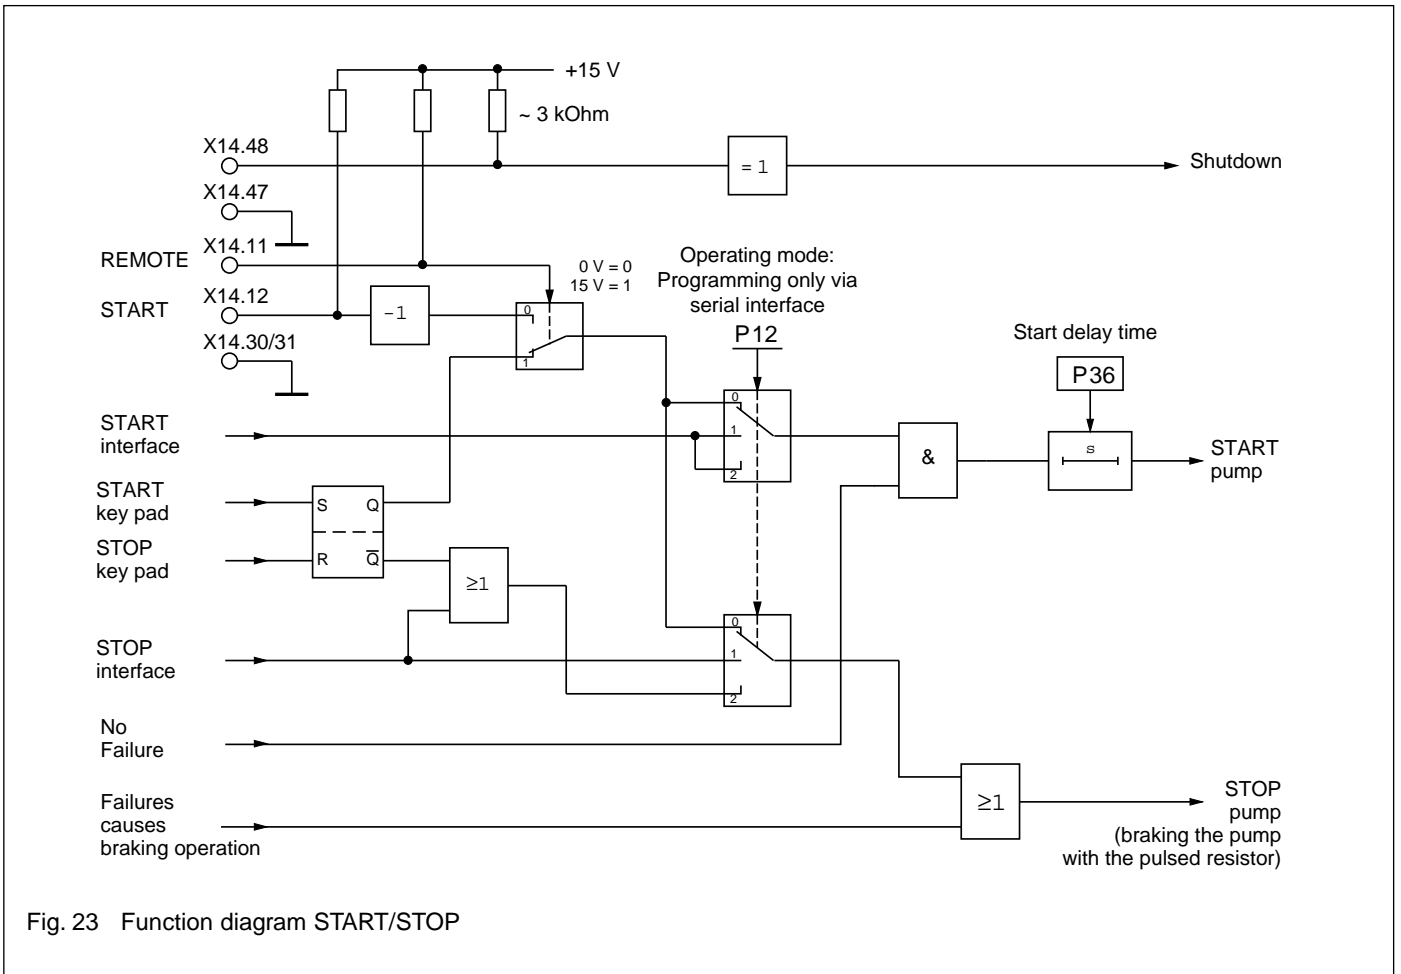 +15 V
~ 3 kOhm
X14.48
= 1
Shutdown
X14.47
REMOTE
X14.11
0 V = 0
15 V = 1
Operating mode:
Programming only via
serial interface
START
X14.12
-1
0
1
P12
X14.30/31
Start delay time
P36
START
interface
0
1
2
&
s
START
pump
START
key pad
S Q
STOP
key pad
R Q̅
≥1
STOP
interface
0
1
2
No
Failure
Failures
causes
braking operation
≥1
STOP
pump
(braking the pump
with the pulsed resistor)
Fig. 23 Function diagram START/STOP